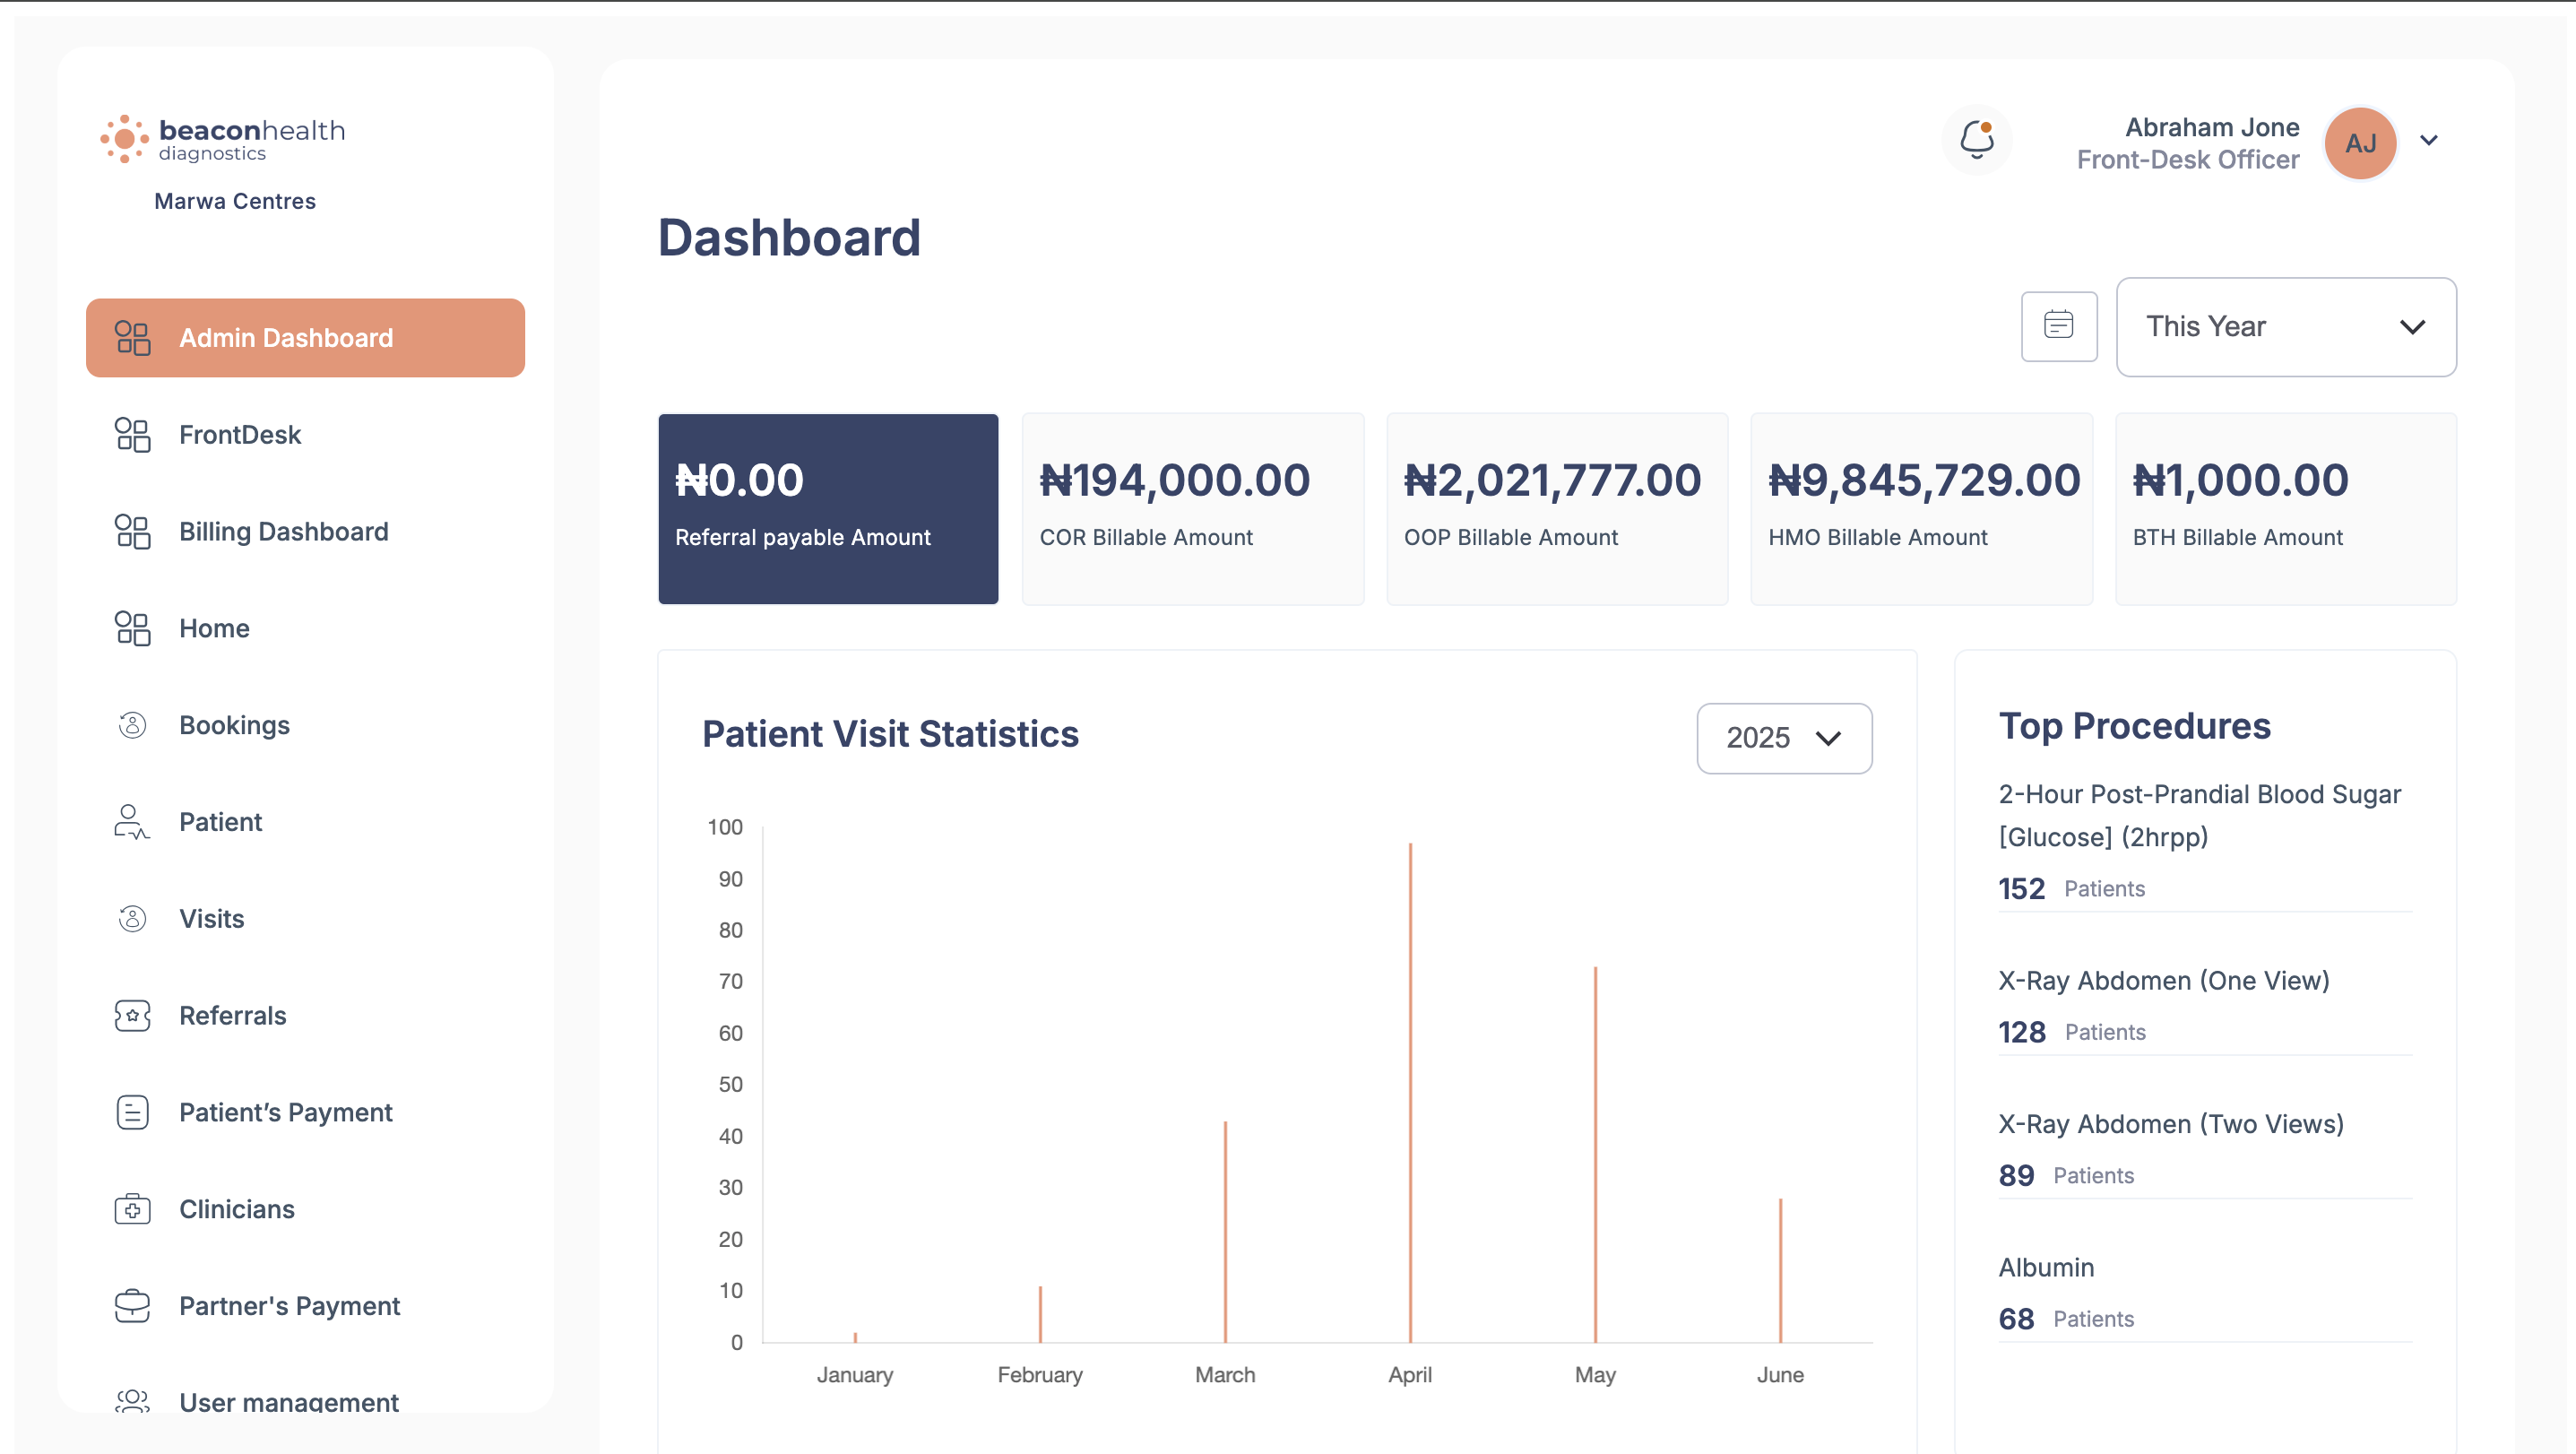 beaconhealth
diagnostics
Marwa Centres
Admin Dashboard
FrontDesk
Billing Dashboard
Home
Bookings
Patient
Visits
Referrals
Patient’s Payment
Clinicians
Partner's Payment
User management
Abraham Jone
Front-Desk Officer
AJ
Dashboard
This Year
₦0.00
Referral payable Amount
₦194,000.00
COR Billable Amount
₦2,021,777.00
OOP Billable Amount
₦9,845,729.00
HMO Billable Amount
₦1,000.00
BTH Billable Amount
Patient Visit Statistics
2025
100
90
80
70
60
50
40
30
20
10
0
January February March April May June
Top Procedures
2-Hour Post-Prandial Blood Sugar
[Glucose] (2hrpp)
152 Patients
X-Ray Abdomen (One View)
128 Patients
X-Ray Abdomen (Two Views)
89 Patients
Albumin
68 Patients